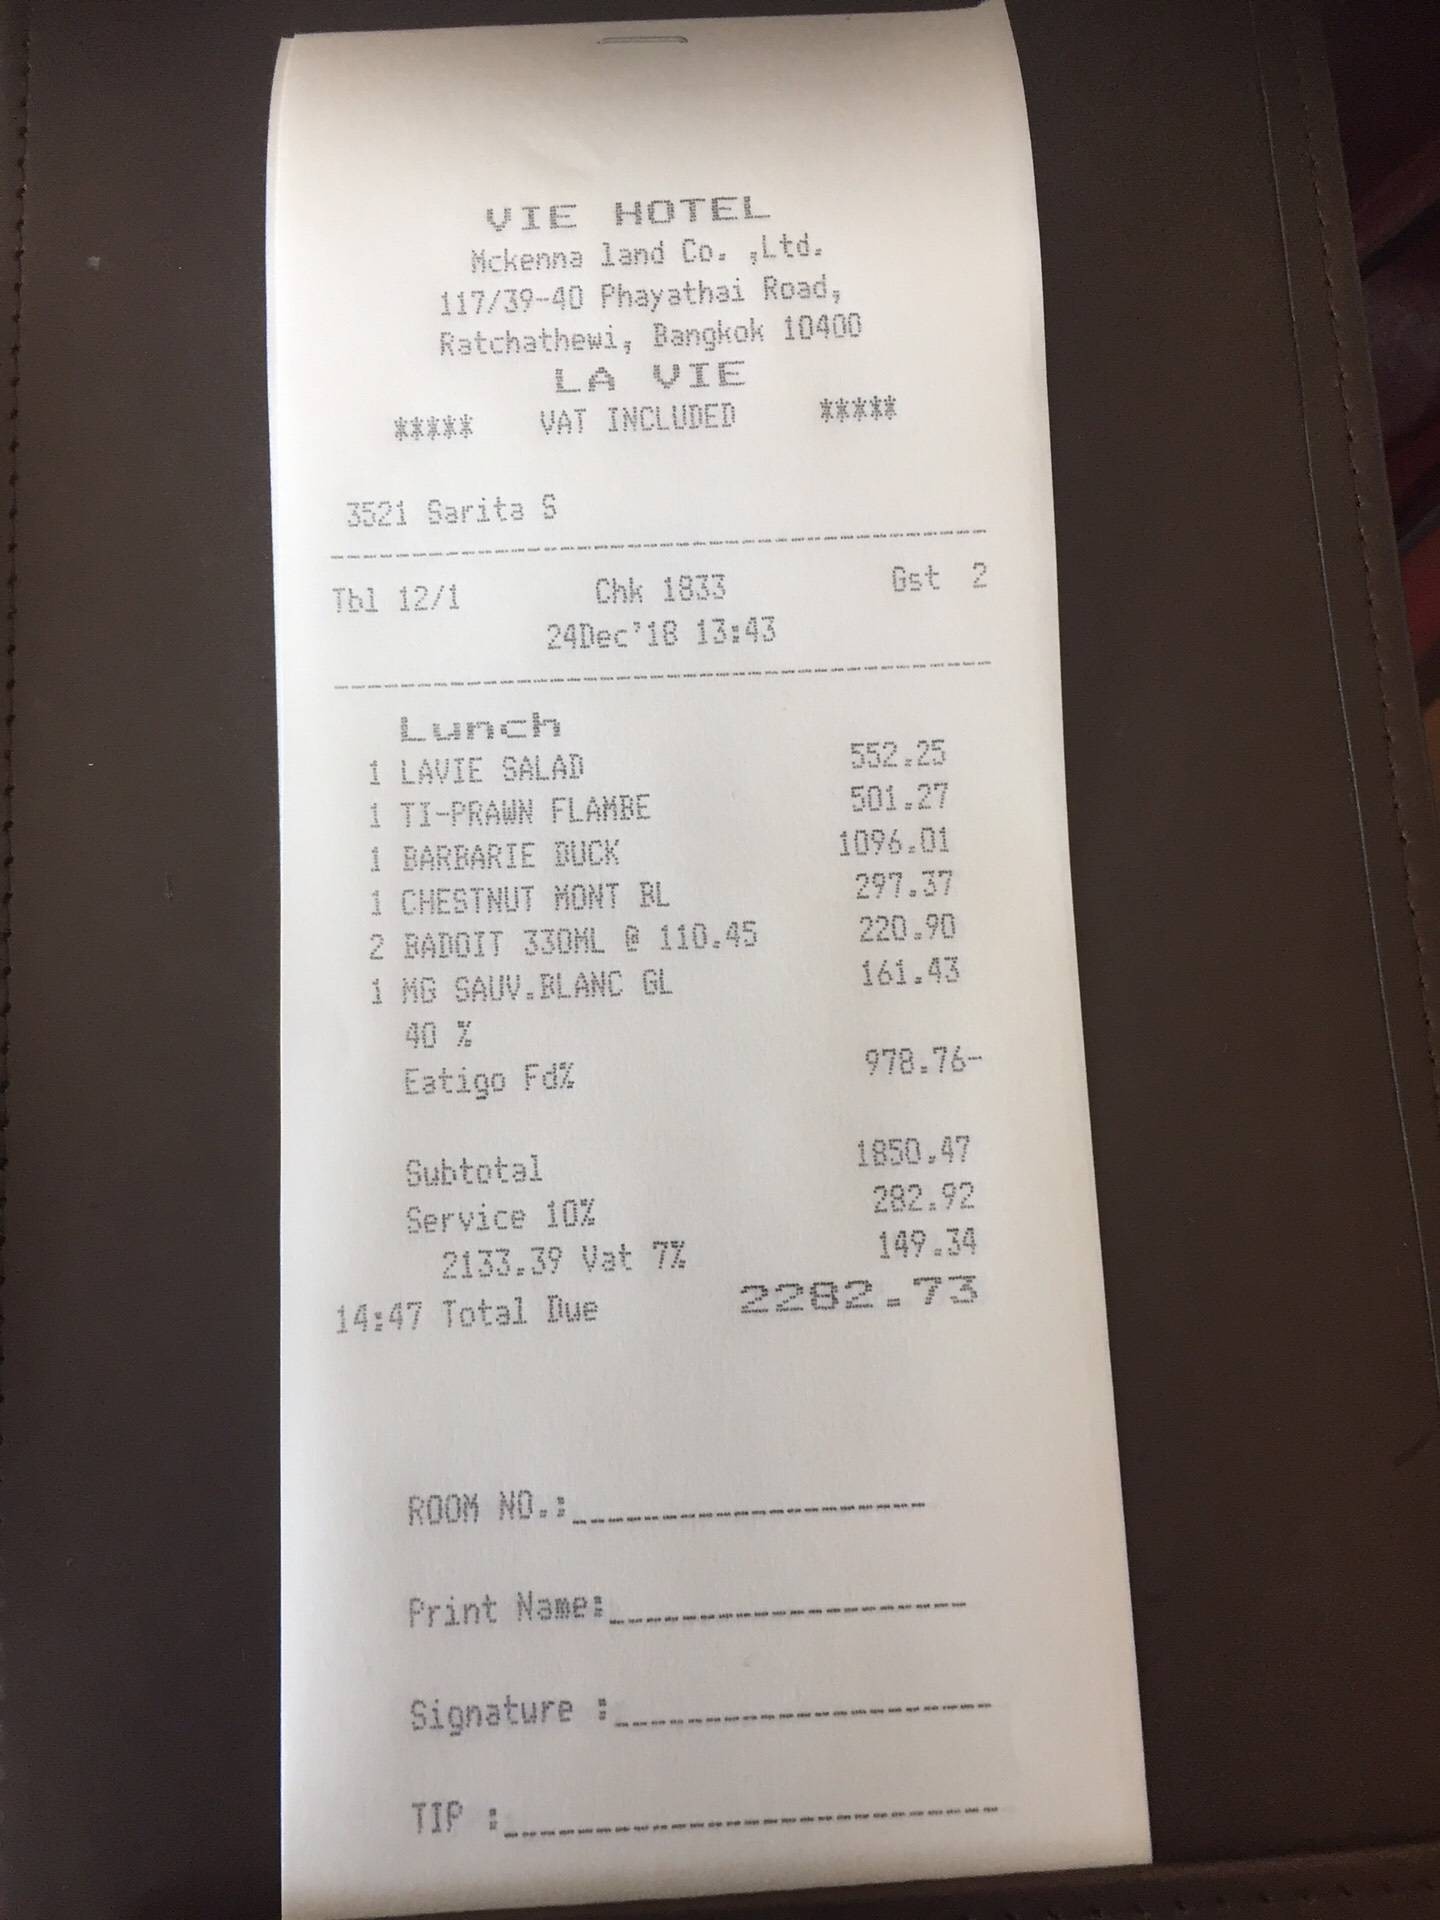 VIE HOTEL
Mckenna land Co. ,Ltd.
117/39-40 Phayathai Road,
Ratchathewi, Bangkok 10400
LA VIE
***** VAT INCLUDED *****
3521 Sarita S
Tbl 12/1 Chk 1833 Gst 2
24Dec'18 13:43
Lunch
1 LAVIE SALAD 552.25
1 TI-PRAWN FLAMBE 501.27
1 BARBARIE DUCK 1096.01
1 CHESTNUT MONT BL 297.37
2 BADOIT 330ML @ 110.45 220.90
1 MG SAUV.BLANC GL 161.43
40 %
Eatigo Fd% 978.76-
Subtotal 1850.47
Service 10% 282.92
2133.39 Vat 7% 149.34
14:47 Total Due 2282.73
ROOM NO.:
Print Name:
Signature :
TIP :